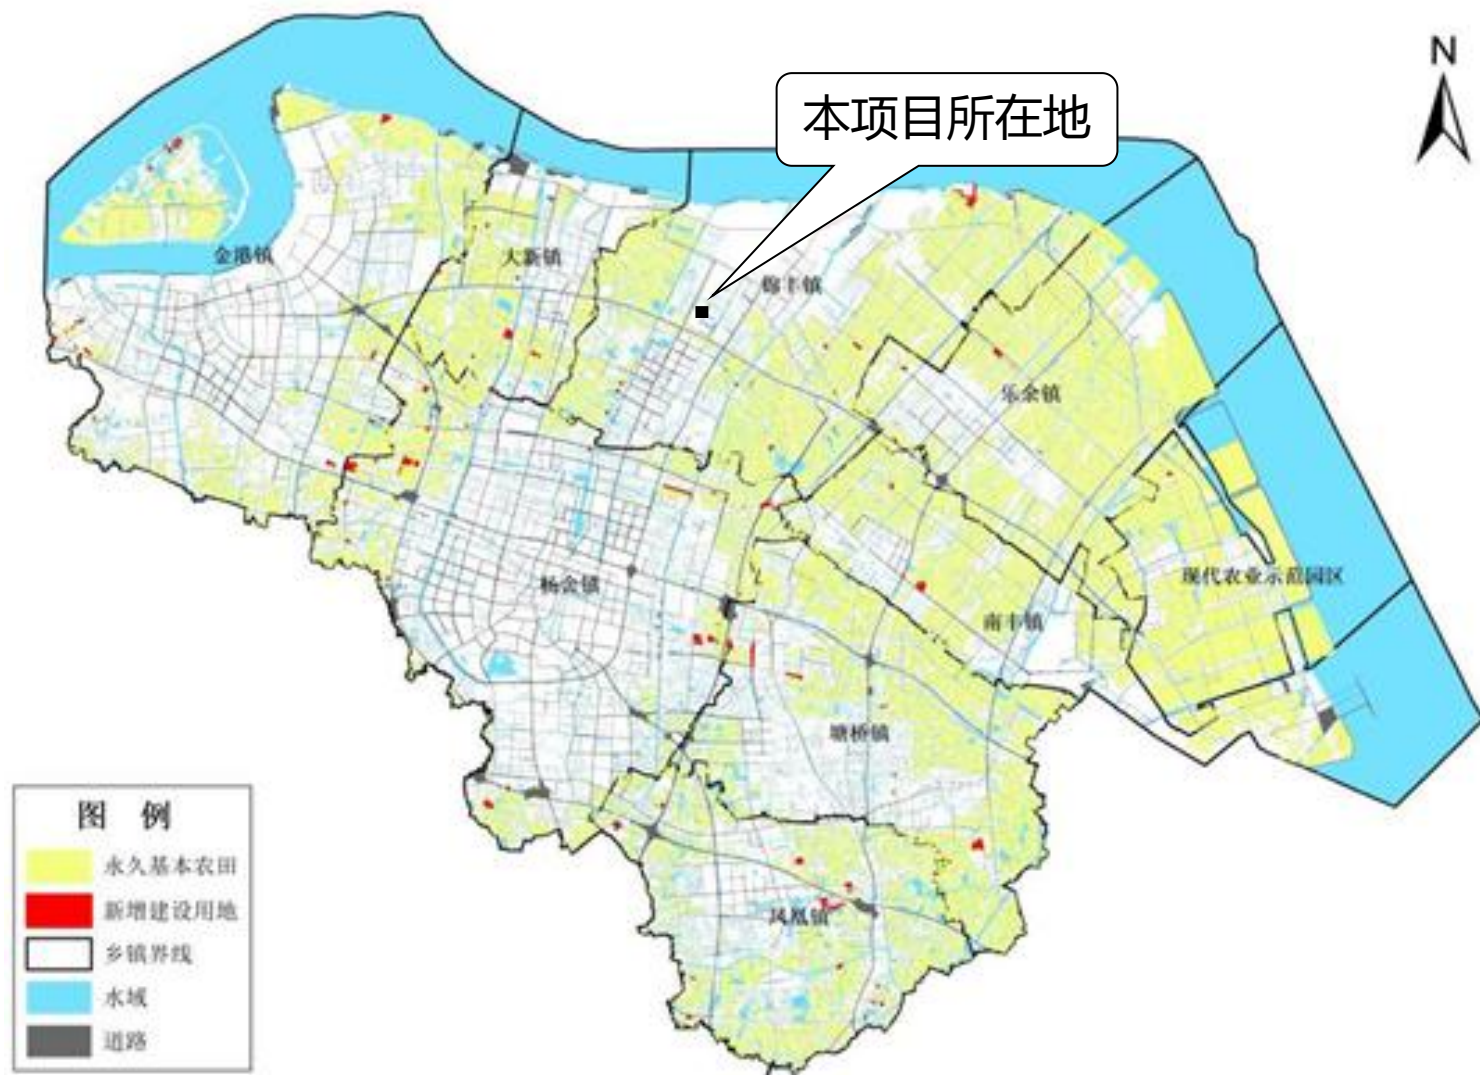 N
本项目所在地
金港镇
大新镇
锦丰镇
乐余镇
现代农业示范园区
杨舍镇
南丰镇
塘桥镇
凤凰镇
图 例
永久基本农田
新增建设用地
乡镇界线
水域
道路